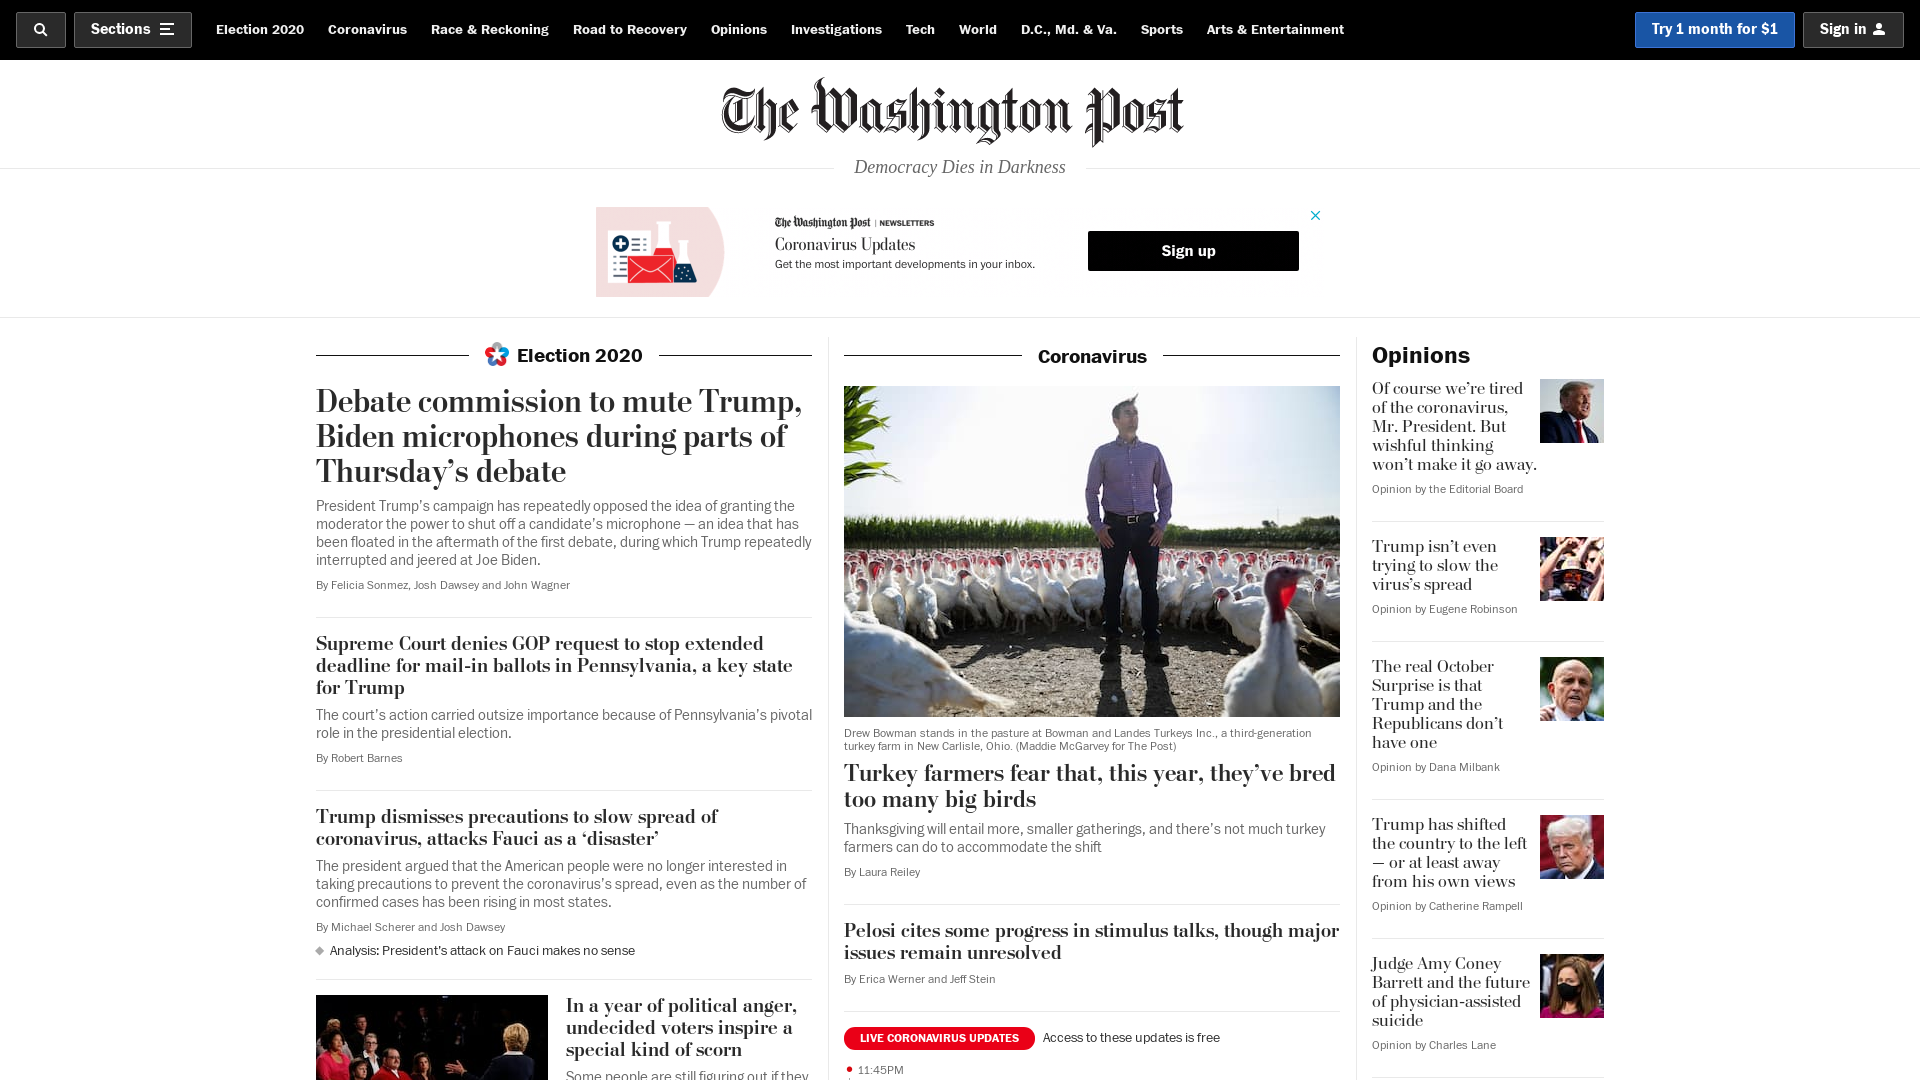 Sections
Election 2020
Coronavirus
Race & Reckoning
Road to Recovery
Opinions
Investigations
Tech
World
D.C., Md. & Va.
Sports
Arts & Entertainment
Try 1 month for $1
Sign in
The Washington Post
Democracy Dies in Darkness
The Washington Post | NEWSLETTERS
Coronavirus Updates
Get the most important developments in your inbox.
Sign up
Election 2020
Debate commission to mute Trump,
Biden microphones during parts of
Thursday’s debate
President Trump’s campaign has repeatedly opposed the idea of granting the
moderator the power to shut off a candidate’s microphone — an idea that has
been floated in the aftermath of the first debate, during which Trump repeatedly
interrupted and jeered at Joe Biden.
By Felicia Sonmez, Josh Dawsey and John Wagner
Supreme Court denies GOP request to stop extended
deadline for mail-in ballots in Pennsylvania, a key state
for Trump
The court’s action carried outsize importance because of Pennsylvania’s pivotal
role in the presidential election.
By Robert Barnes
Trump dismisses precautions to slow spread of
coronavirus, attacks Fauci as a ‘disaster’
The president argued that the American people were no longer interested in
taking precautions to prevent the coronavirus’s spread, even as the number of
confirmed cases has been rising in most states.
By Michael Scherer and Josh Dawsey
Analysis: President’s attack on Fauci makes no sense
In a year of political anger,
undecided voters inspire a
special kind of scorn
Some people are still figuring out if they
Coronavirus
Drew Bowman stands in the pasture at Bowman and Landes Turkeys Inc., a third-generation
turkey farm in New Carlisle, Ohio. (Maddie McGarvey for The Post)
Turkey farmers fear that, this year, they’ve bred
too many big birds
Thanksgiving will entail more, smaller gatherings, and there’s not much turkey
farmers can do to accommodate the shift
By Laura Reiley
Pelosi cites some progress in stimulus talks, though major
issues remain unresolved
By Erica Werner and Jeff Stein
LIVE CORONAVIRUS UPDATES
Access to these updates is free
11:45PM
Opinions
Of course we’re tired
of the coronavirus,
Mr. President. But
wishful thinking
won’t make it go away.
Opinion by the Editorial Board
Trump isn’t even
trying to slow the
virus’s spread
Opinion by Eugene Robinson
The real October
Surprise is that
Trump and the
Republicans don’t
have one
Opinion by Dana Milbank
Trump has shifted
the country to the left
— or at least away
from his own views
Opinion by Catherine Rampell
Judge Amy Coney
Barrett and the future
of physician-assisted
suicide
Opinion by Charles Lane